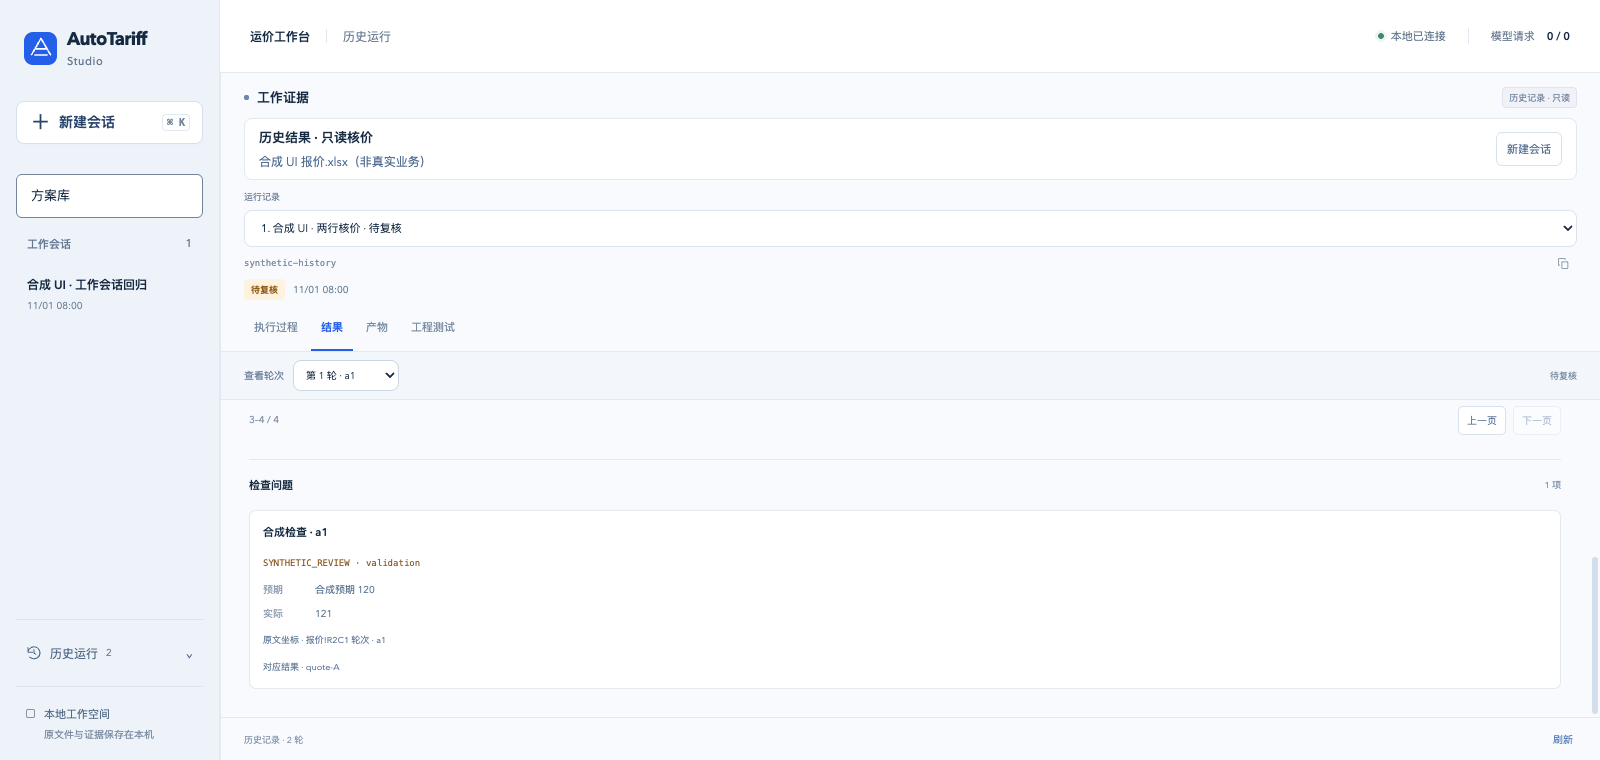 AutoTariff
Studio
新建会话
⌘ K
方案库
工作会话 1
合成 UI · 工作会话回归
11/01 08:00
历史运行 2
本地工作空间
原文件与证据保存在本机
运价工作台
历史运行
本地已连接
模型请求 0 / 0
工作证据
历史记录 · 只读
历史结果 · 只读核价
合成 UI 报价.xlsx（非真实业务）
新建会话
运行记录
1. 合成 UI · 两行核价 · 待复核
synthetic-history
待复核 11/01 08:00
执行过程 结果 产物 工程测试
查看轮次 第 1 轮 · a1
待复核
3-4 / 4
上一页 下一页
检查问题
1 项
合成检查 · a1
SYNTHETIC_REVIEW · validation
预期 合成预期 120
实际 121
原文坐标 · 报价!R2C1 轮次 · a1
对应结果 · quote-A
历史记录 · 2 轮
刷新